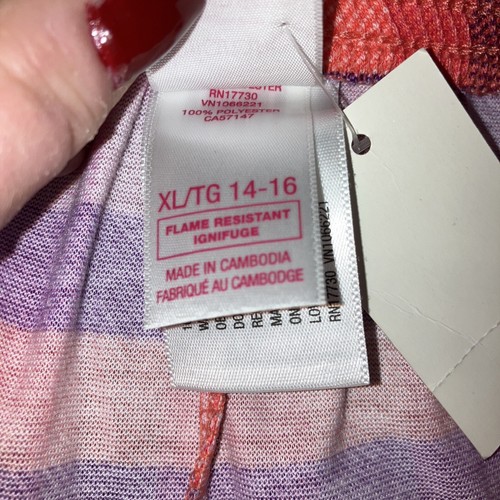 RN17730
VN1066221
100% POLYESTER
CA57147
XL/TG 14-16
FLAME RESISTANT
IGNIFUGE
MADE IN CAMBODIA
FABRIQUÉ AU CAMBODGE
RN17730 VN1066221